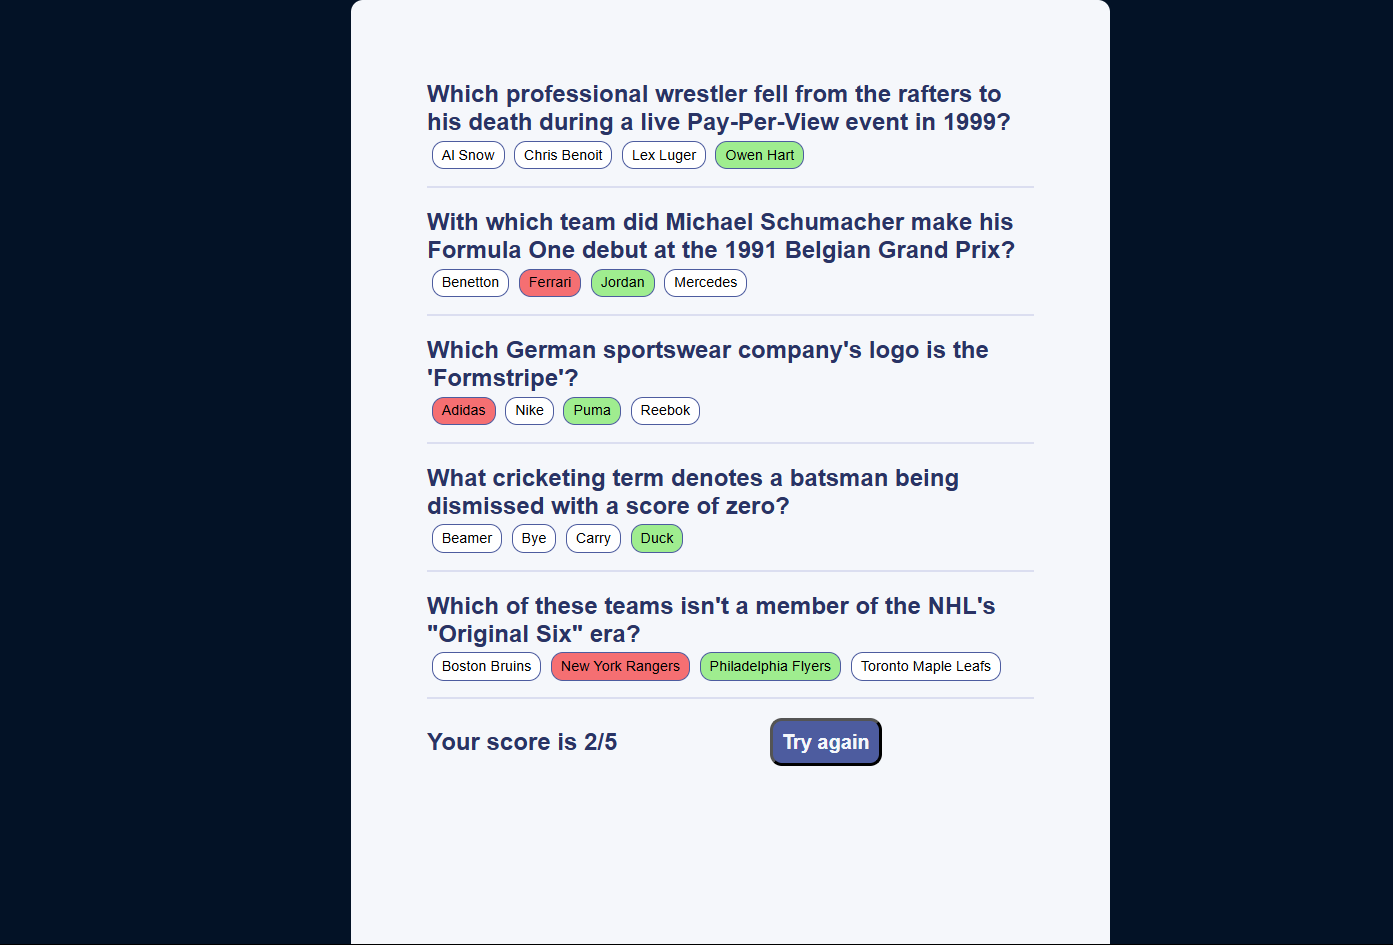 Which professional wrestler fell from the rafters to
his death during a live Pay-Per-View event in 1999?
Al Snow Chris Benoit Lex Luger Owen Hart
With which team did Michael Schumacher make his
Formula One debut at the 1991 Belgian Grand Prix?
Benetton Ferrari Jordan Mercedes
Which German sportswear company's logo is the
'Formstripe'?
Adidas Nike Puma Reebok
What cricketing term denotes a batsman being
dismissed with a score of zero?
Beamer Bye Carry Duck
Which of these teams isn't a member of the NHL's
"Original Six" era?
Boston Bruins New York Rangers Philadelphia Flyers Toronto Maple Leafs
Your score is 2/5 Try again